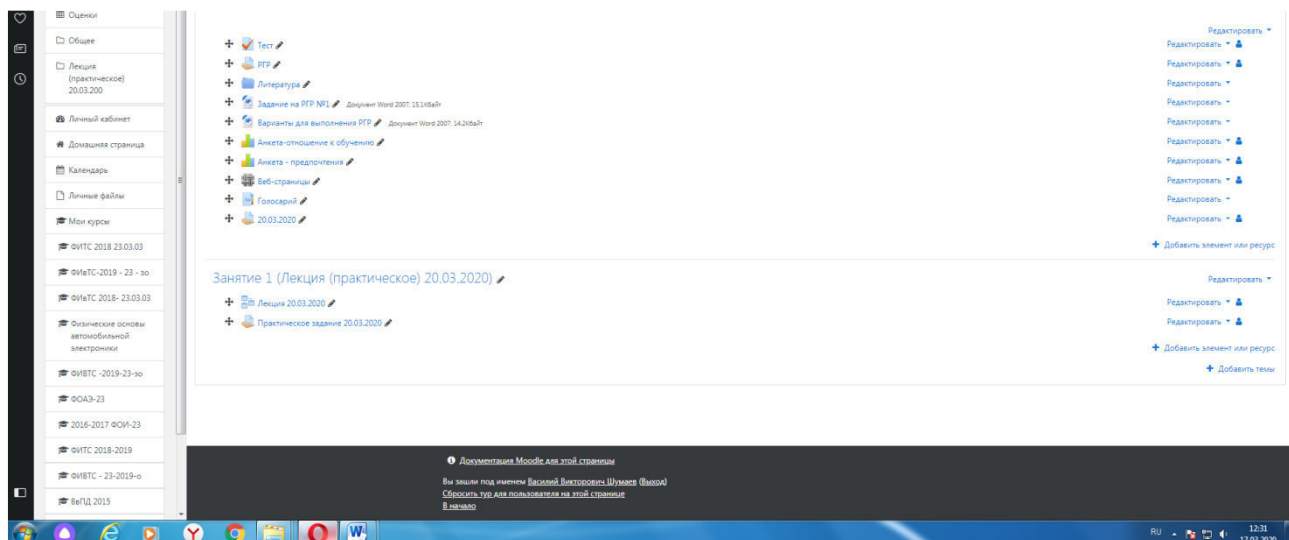 Оценки
Общее
Лекция
(практическое)
20.03.200
Личный кабинет
Домашняя страница
Календарь
Личные файлы
Мои курсы
ФИТС 2018 23.03.03
ФИвТС-2019 - 23 - зо
ФИвТС 2018- 23.03.03
Физические основы
автомобильной
электроники
ФИВТС -2019-23-зо
ФОАЭ-23
2016-2017 ФОИ-23
ФИТС 2018-2019
ФИВТС - 23-2019-о
ВеПД 2015
Редактировать
Тест Редактировать
РГР Редактировать
Литература Редактировать
Задание на РГР №1 Документ Word 2007, 15.1Кбайт Редактировать
Варианты для выполнения РГР Документ Word 2007, 14.2Кбайт Редактировать
Анкета-отношение к обучению Редактировать
Анкета - предпочтения Редактировать
Веб-страницы Редактировать
Голосарий Редактировать
20.03.2020 Редактировать
Добавить элемент или ресурс
Занятие 1 (Лекция (практическое) 20.03.2020) Редактировать
Лекция 20.03.2020 Редактировать
Практическое задание 20.03.2020 Редактировать
Добавить элемент или ресурс
Добавить темы
Документация Moodle для этой страницы
Вы зашли под именем Василий Викторович Шумаев (Выход)
Сбросить тур для пользователя на этой странице
В начало
RU 12:31
17.03.2020